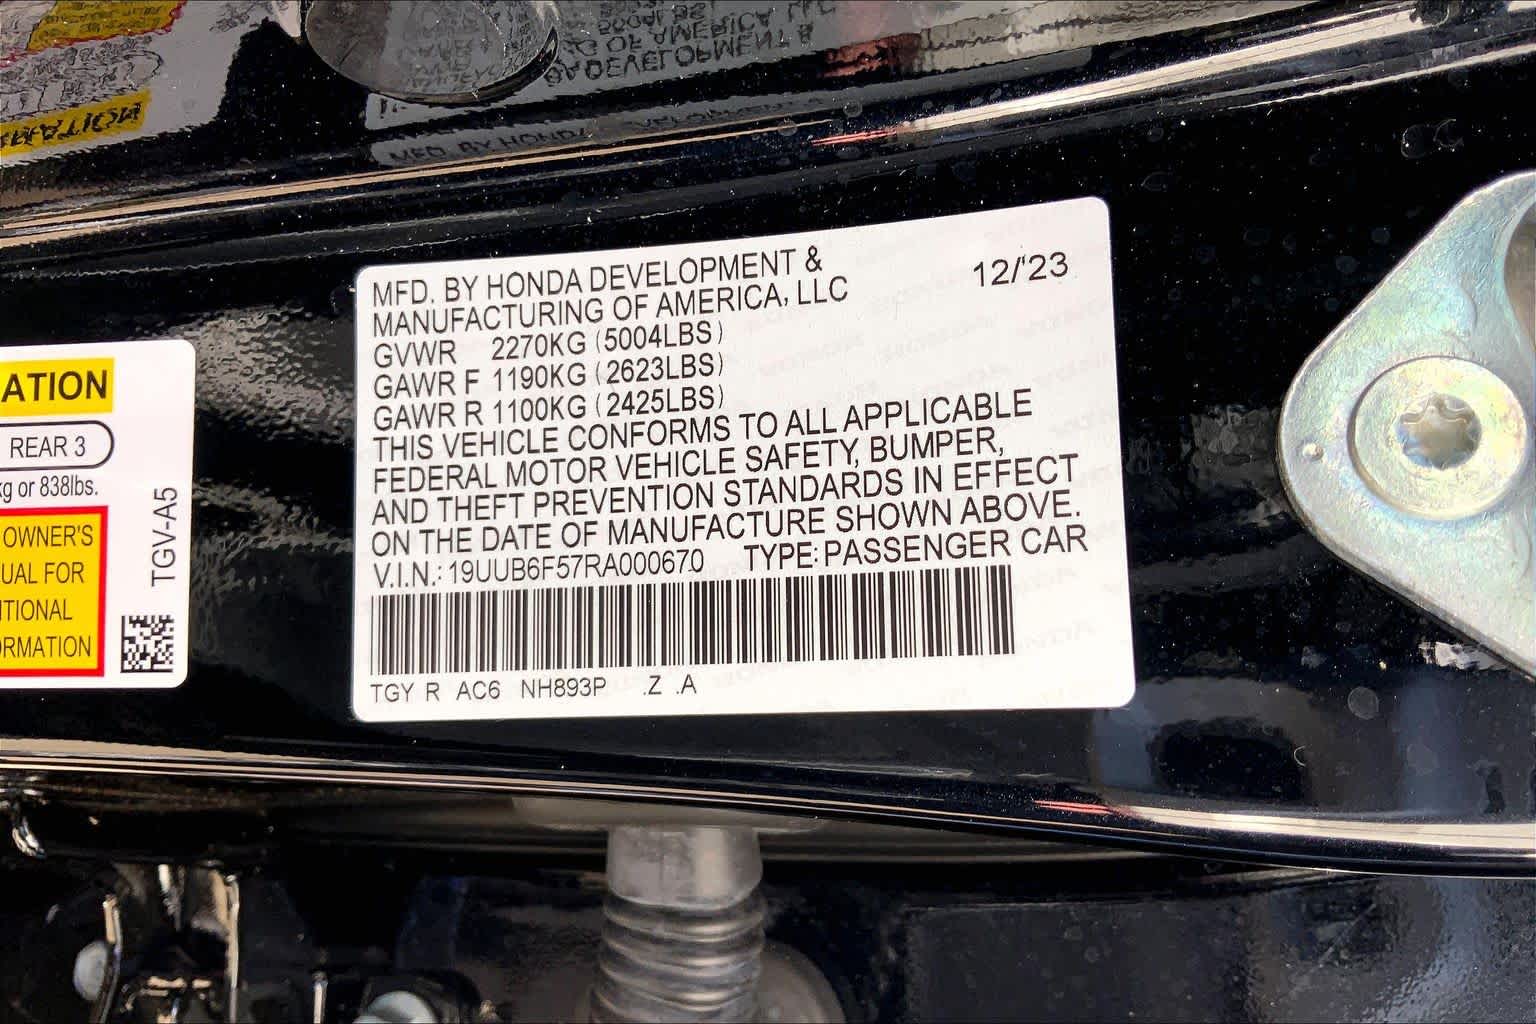 MFD. BY HONDA DEVELOPMENT &
MANUFACTURING OF AMERICA, LLC
12/'23
GVWR 2270KG (5004LBS)
GAWR F 1190KG (2623LBS)
GAWR R 1100KG (2425LBS)
THIS VEHICLE CONFORMS TO ALL APPLICABLE
FEDERAL MOTOR VEHICLE SAFETY, BUMPER,
AND THEFT PREVENTION STANDARDS IN EFFECT
ON THE DATE OF MANUFACTURE SHOWN ABOVE.
V.I.N.: 19UUB6F57RA000670 TYPE: PASSENGER CAR
TGY R AC6 NH893P .Z .A
ATION
REAR 3
kg or 838lbs.
OWNER'S
UAL FOR
ITIONAL
ORMATION
TGV-A5